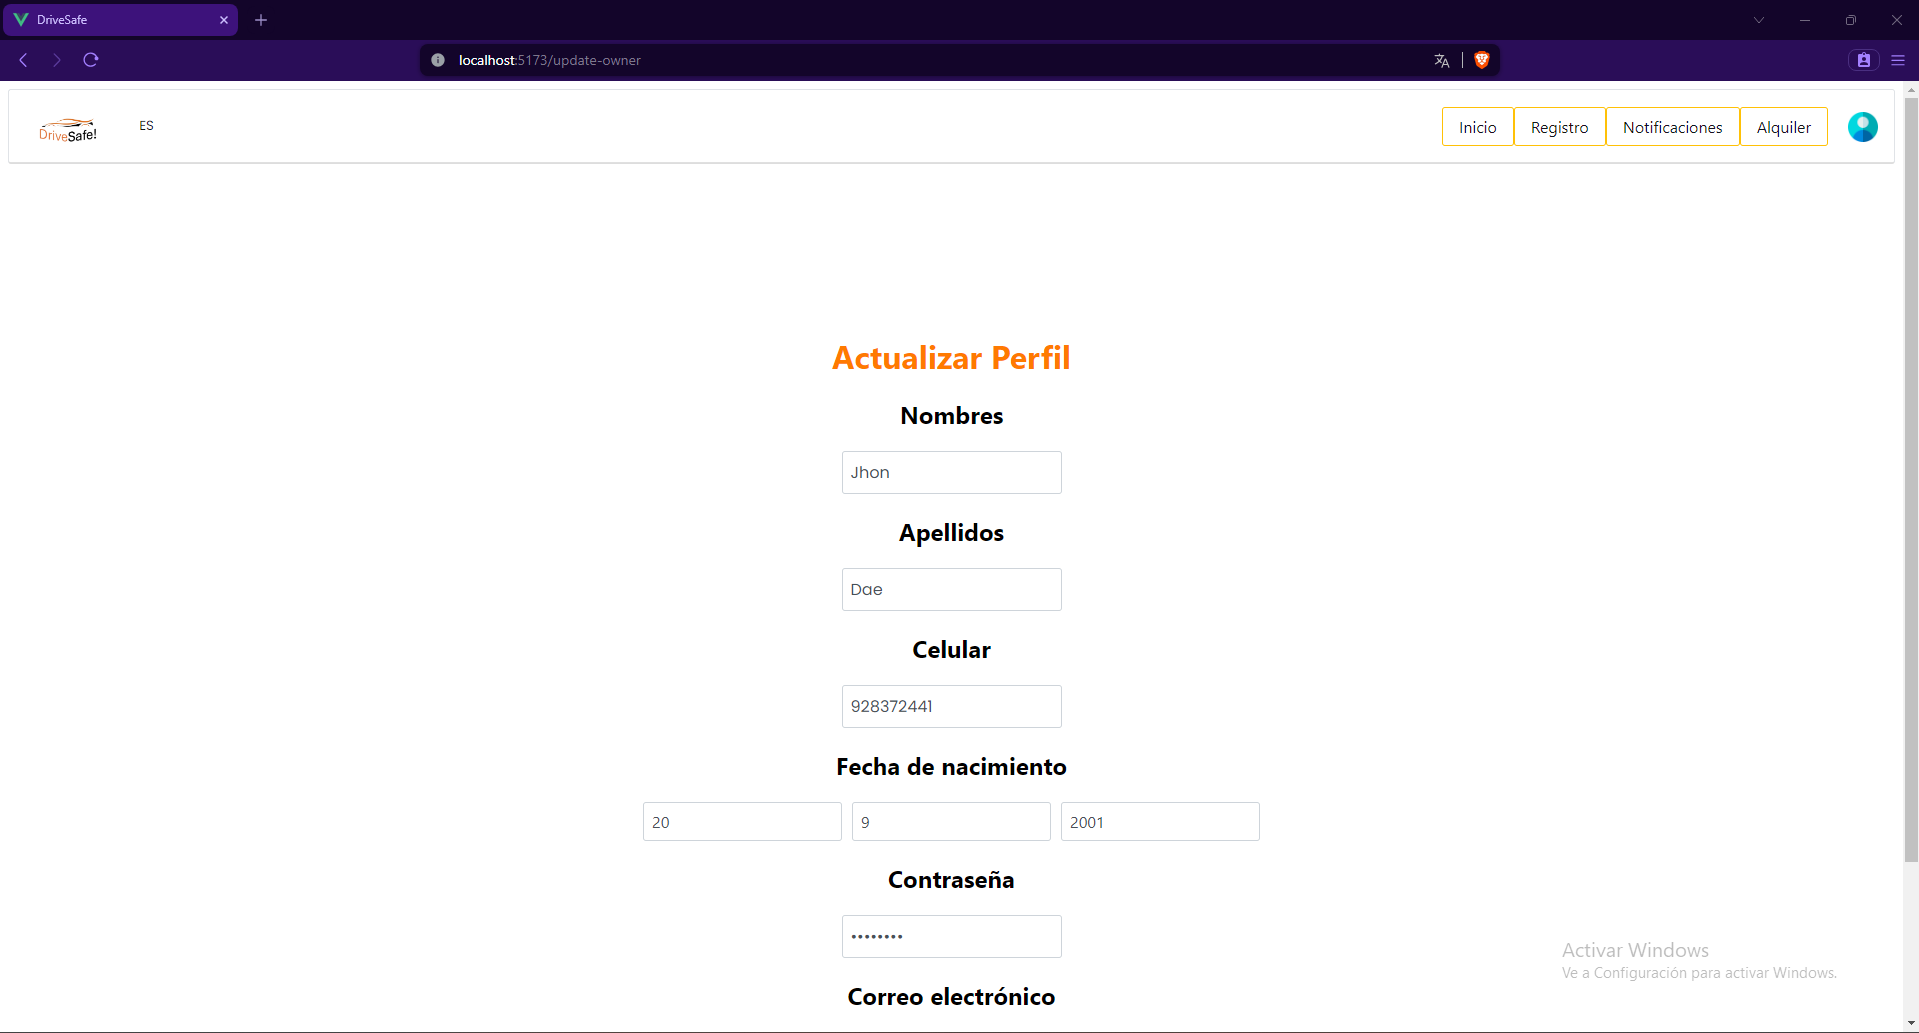 DriveSafe
localhost:5173/update-owner
DriveSafe!
ES
Inicio
Registro
Notificaciones
Alquiler
Actualizar Perfil
Nombres
Jhon
Apellidos
Dae
Celular
928372441
Fecha de nacimiento
20 9 2001
Contraseña
••••••••
Correo electrónico
Activar Windows
Ve a Configuración para activar Windows.